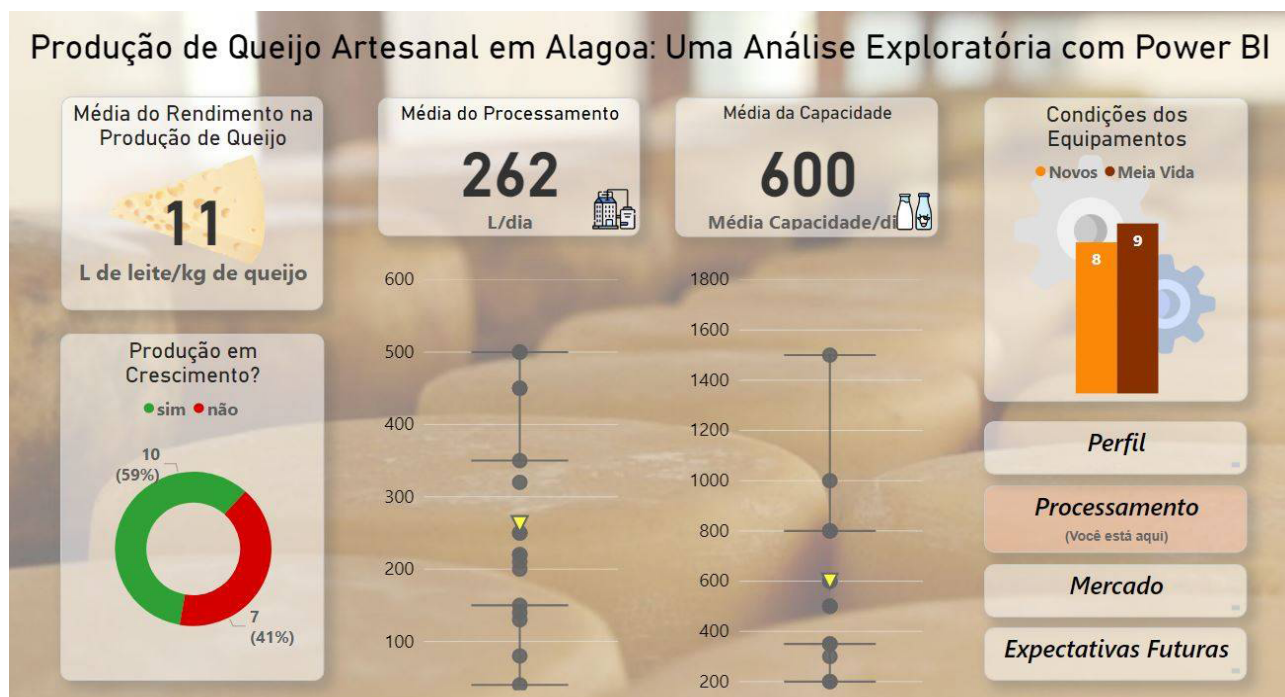 Produção de Queijo Artesanal em Alagoa: Uma Análise Exploratória com Power BI
Média do Rendimento na
Produção de Queijo
11
L de leite/kg de queijo
Média do Processamento
262
L/dia
Média da Capacidade
600
Média Capacidade/di
Condições dos
Equipamentos
Novos Meia Vida
8
9
Produção em
Crescimento?
sim não
10
(59%)
7
(41%)
600
500
400
300
200
100
1800
1600
1400
1200
1000
800
600
400
200
Perfil
Processamento
(Você está aqui)
Mercado
Expectativas Futuras